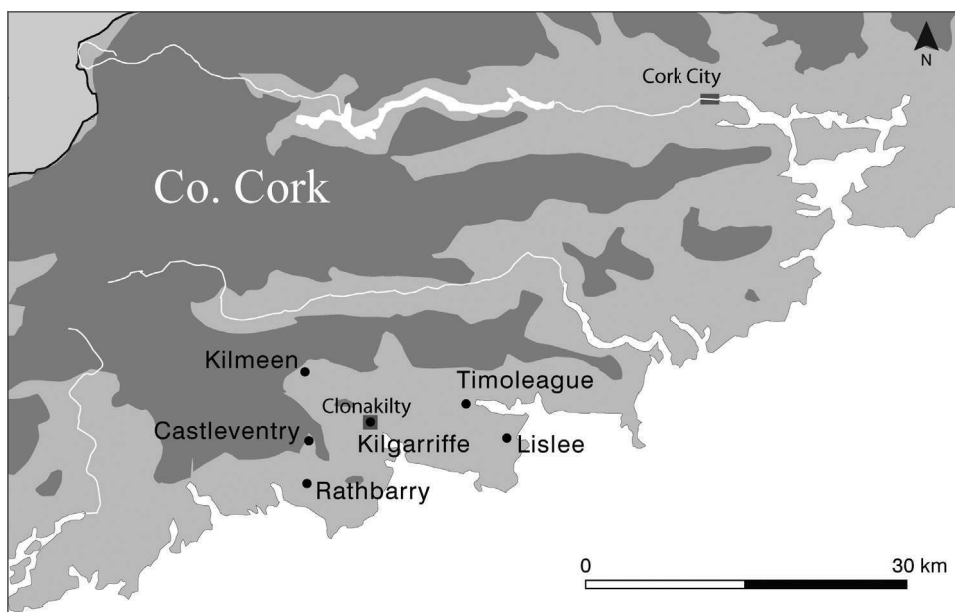 N
Cork City
Co. Cork
Kilmeen
Timoleague
Clonakilty
Castleventry
Kilgarriffe
Lislee
Rathbarry
0 30 km